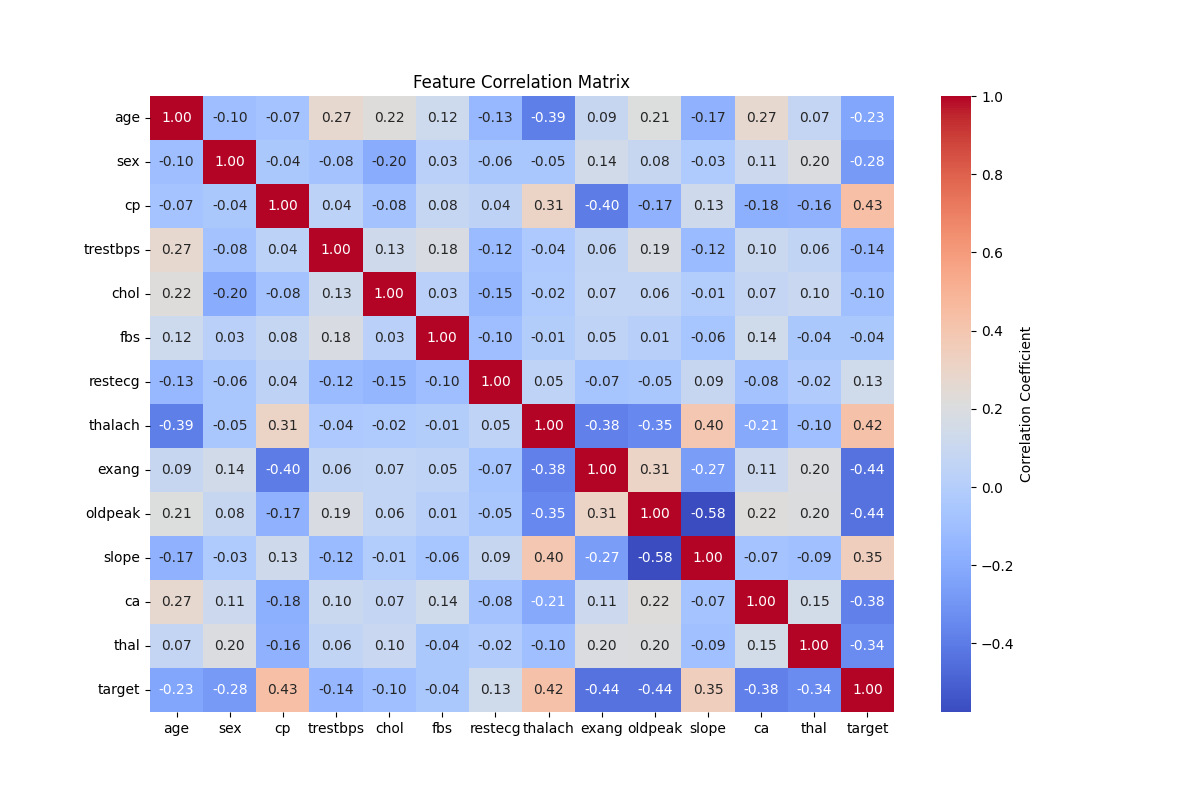 Feature Correlation Matrix
age 1.00 -0.10 -0.07 0.27 0.22 0.12 -0.13 -0.39 0.09 0.21 -0.17 0.27 0.07 -0.23
sex -0.10 1.00 -0.04 -0.08 -0.20 0.03 -0.06 -0.05 0.14 0.08 -0.03 0.11 0.20 -0.28
cp -0.07 -0.04 1.00 0.04 -0.08 0.08 0.04 0.31 -0.40 -0.17 0.13 -0.18 -0.16 0.43
trestbps 0.27 -0.08 0.04 1.00 0.13 0.18 -0.12 -0.04 0.06 0.19 -0.12 0.10 0.06 -0.14
chol 0.22 -0.20 -0.08 0.13 1.00 0.03 -0.15 -0.02 0.07 0.06 -0.01 0.07 0.10 -0.10
fbs 0.12 0.03 0.08 0.18 0.03 1.00 -0.10 -0.01 0.05 0.01 -0.06 0.14 -0.04 -0.04
restecg -0.13 -0.06 0.04 -0.12 -0.15 -0.10 1.00 0.05 -0.07 -0.05 0.09 -0.08 -0.02 0.13
thalach -0.39 -0.05 0.31 -0.04 -0.02 -0.01 0.05 1.00 -0.38 -0.35 0.40 -0.21 -0.10 0.42
exang 0.09 0.14 -0.40 0.06 0.07 0.05 -0.07 -0.38 1.00 0.31 -0.27 0.11 0.20 -0.44
oldpeak 0.21 0.08 -0.17 0.19 0.06 0.01 -0.05 -0.35 0.31 1.00 -0.58 0.22 0.20 -0.44
slope -0.17 -0.03 0.13 -0.12 -0.01 -0.06 0.09 0.40 -0.27 -0.58 1.00 -0.07 -0.09 0.35
ca 0.27 0.11 -0.18 0.10 0.07 0.14 -0.08 -0.21 0.11 0.22 -0.07 1.00 0.15 -0.38
thal 0.07 0.20 -0.16 0.06 0.10 -0.04 -0.02 -0.10 0.20 0.20 -0.09 0.15 1.00 -0.34
target -0.23 -0.28 0.43 -0.14 -0.10 -0.04 0.13 0.42 -0.44 -0.44 0.35 -0.38 -0.34 1.00
age sex cp trestbps chol fbs restecg thalach exang oldpeak slope ca thal target
1.0
0.8
0.6
0.4
0.2
0.0
−0.2
−0.4
Correlation Coefficient